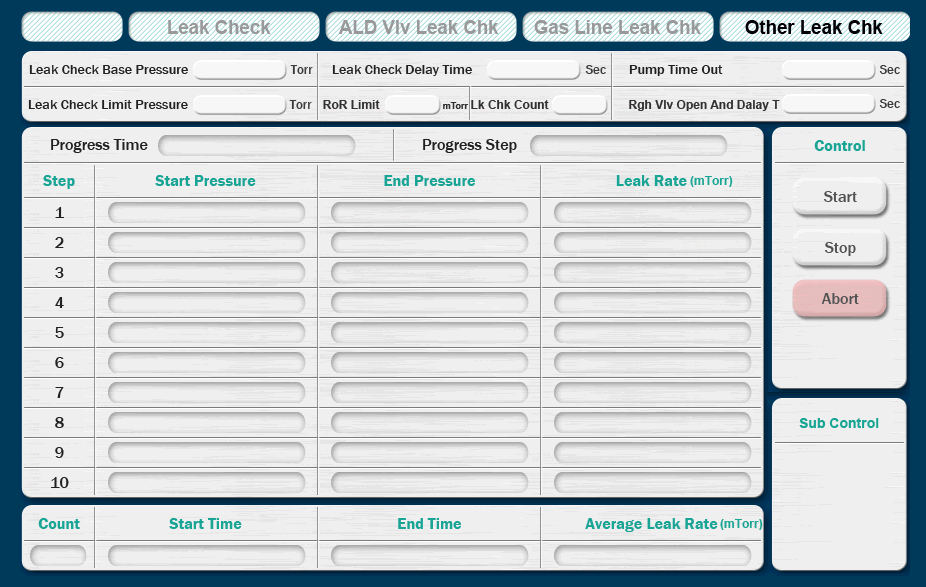 Leak Check ALD Vlv Leak Chk Gas Line Leak Chk Other Leak Chk
Leak Check Base Pressure Torr Leak Check Delay Time Sec Pump Time Out Sec
Leak Check Limit Pressure Torr RoR Limit mTorr Lk Chk Count Rgh Vlv Open And Dalay T Sec
Progress Time Progress Step
Step Start Pressure End Pressure Leak Rate (mTorr)
1
2
3
4
5
6
7
8
9
10
Count Start Time End Time Average Leak Rate (mTorr)
Control
Start
Stop
Abort
Sub Control